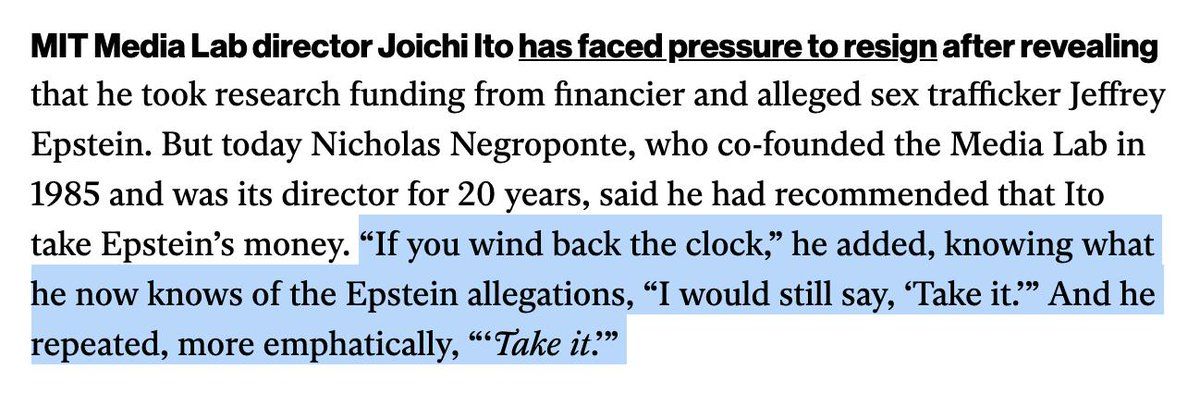 MIT Media Lab director Joichi Ito has faced pressure to resign after revealing
that he took research funding from financier and alleged sex trafficker Jeffrey
Epstein. But today Nicholas Negroponte, who co-founded the Media Lab in
1985 and was its director for 20 years, said he had recommended that Ito
take Epstein’s money. “If you wind back the clock,” he added, knowing what
he now knows of the Epstein allegations, “I would still say, ‘Take it.’” And he
repeated, more emphatically, “‘Take it.’”